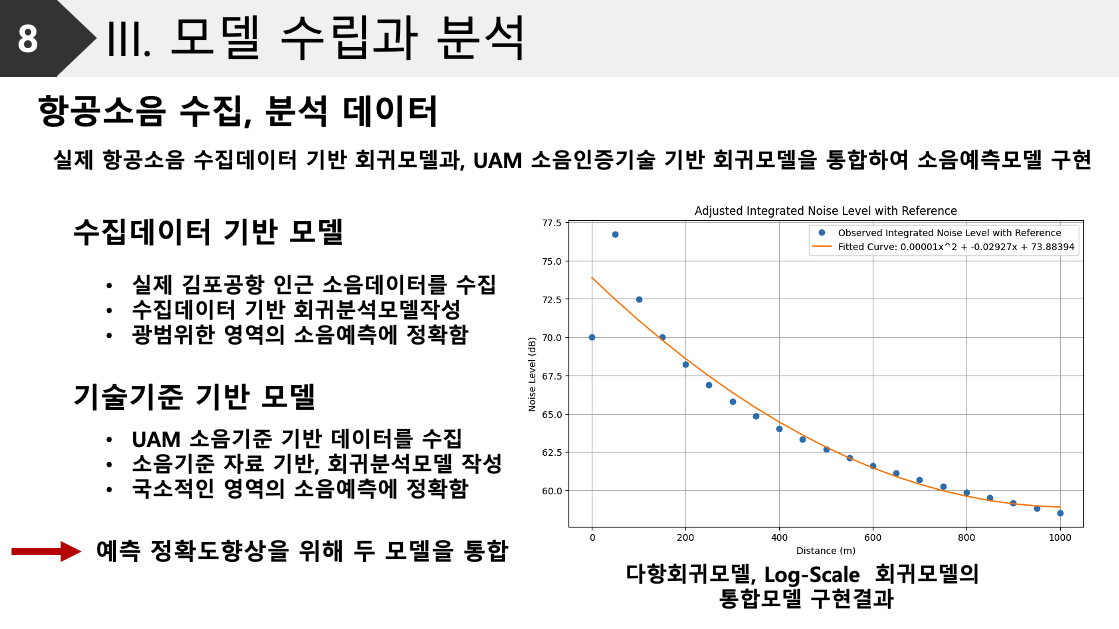 8
III. 모델 수립과 분석
항공소음 수집, 분석 데이터
실제 항공소음 수집데이터 기반 회귀모델과, UAM 소음인증기술 기반 회귀모델을 통합하여 소음예측모델 구현
수집데이터 기반 모델
• 실제 김포공항 인근 소음데이터를 수집
• 수집데이터 기반 회귀분석모델작성
• 광범위한 영역의 소음예측에 정확함
기술기준 기반 모델
• UAM 소음기준 기반 데이터를 수집
• 소음기준 자료 기반, 회귀분석모델 작성
• 국소적인 영역의 소음예측에 정확함
예측 정확도향상을 위해 두 모델을 통합
Adjusted Integrated Noise Level with Reference
Observed Integrated Noise Level with Reference
Fitted Curve: 0.00001x^2 + -0.02927x + 73.88394
Noise Level (dB)
77.5
75.0
72.5
70.0
67.5
65.0
62.5
60.0
0 200 400 600 800 1000
Distance (m)
다항회귀모델, Log-Scale 회귀모델의
통합모델 구현결과